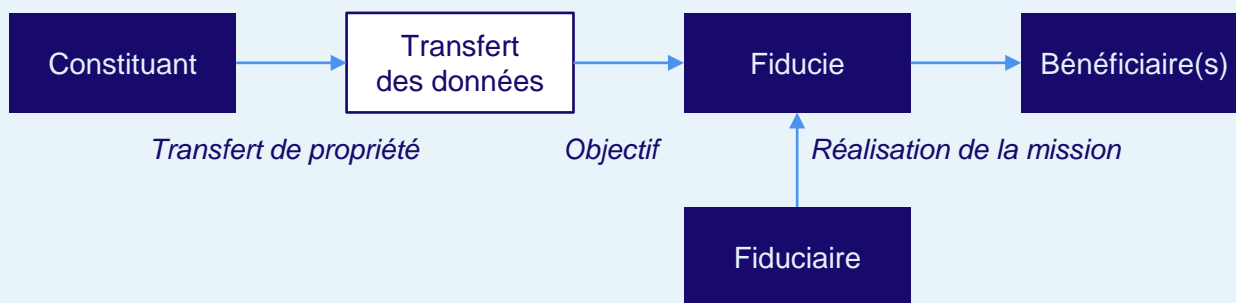 Constituant
Transfert
des données
Fiducie
Bénéficiaire(s)
Transfert de propriété
Objectif
Réalisation de la mission
Fiduciaire